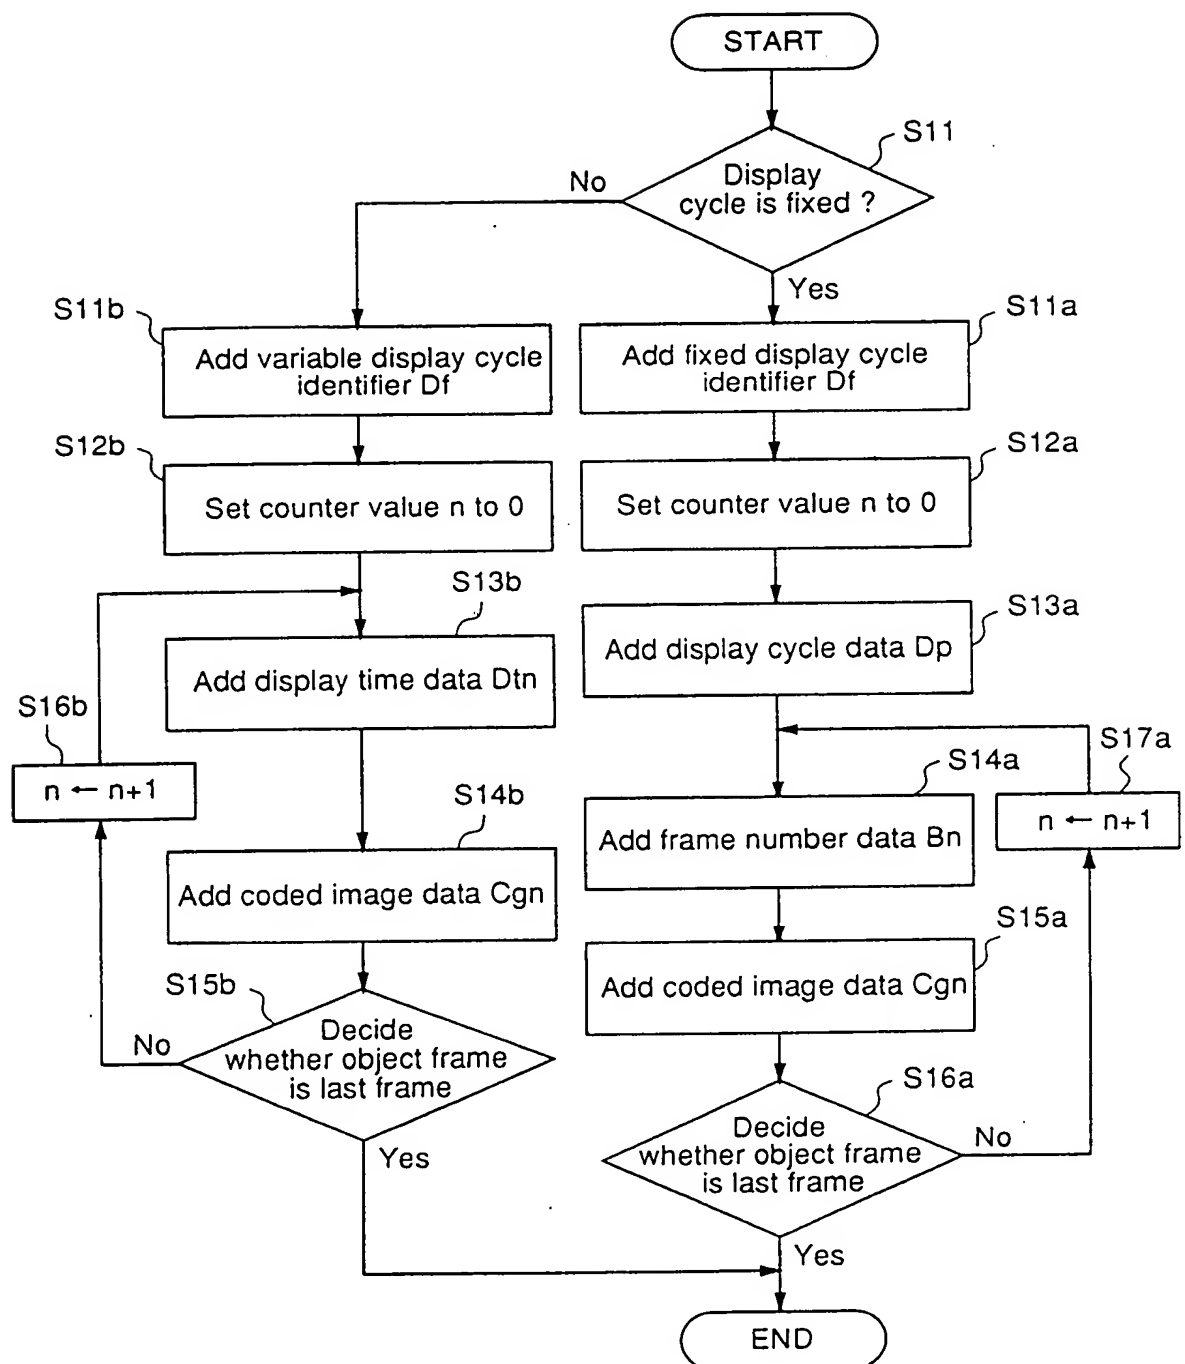 START
S11
Display
cycle is fixed ?
No
Yes
S11b
S11a
Add variable display cycle
identifier Df
Add fixed display cycle
identifier Df
S12b
S12a
Set counter value n to 0
Set counter value n to 0
S13b
S13a
Add display time data Dtn
Add display cycle data Dp
S16b
n ← n+1
S17a
n ← n+1
S14a
Add frame number data Bn
S14b
Add coded image data Cgn
S15a
Add coded image data Cgn
S15b
Decide
whether object frame
is last frame
No
Yes
S16a
Decide
whether object frame
is last frame
No
Yes
END